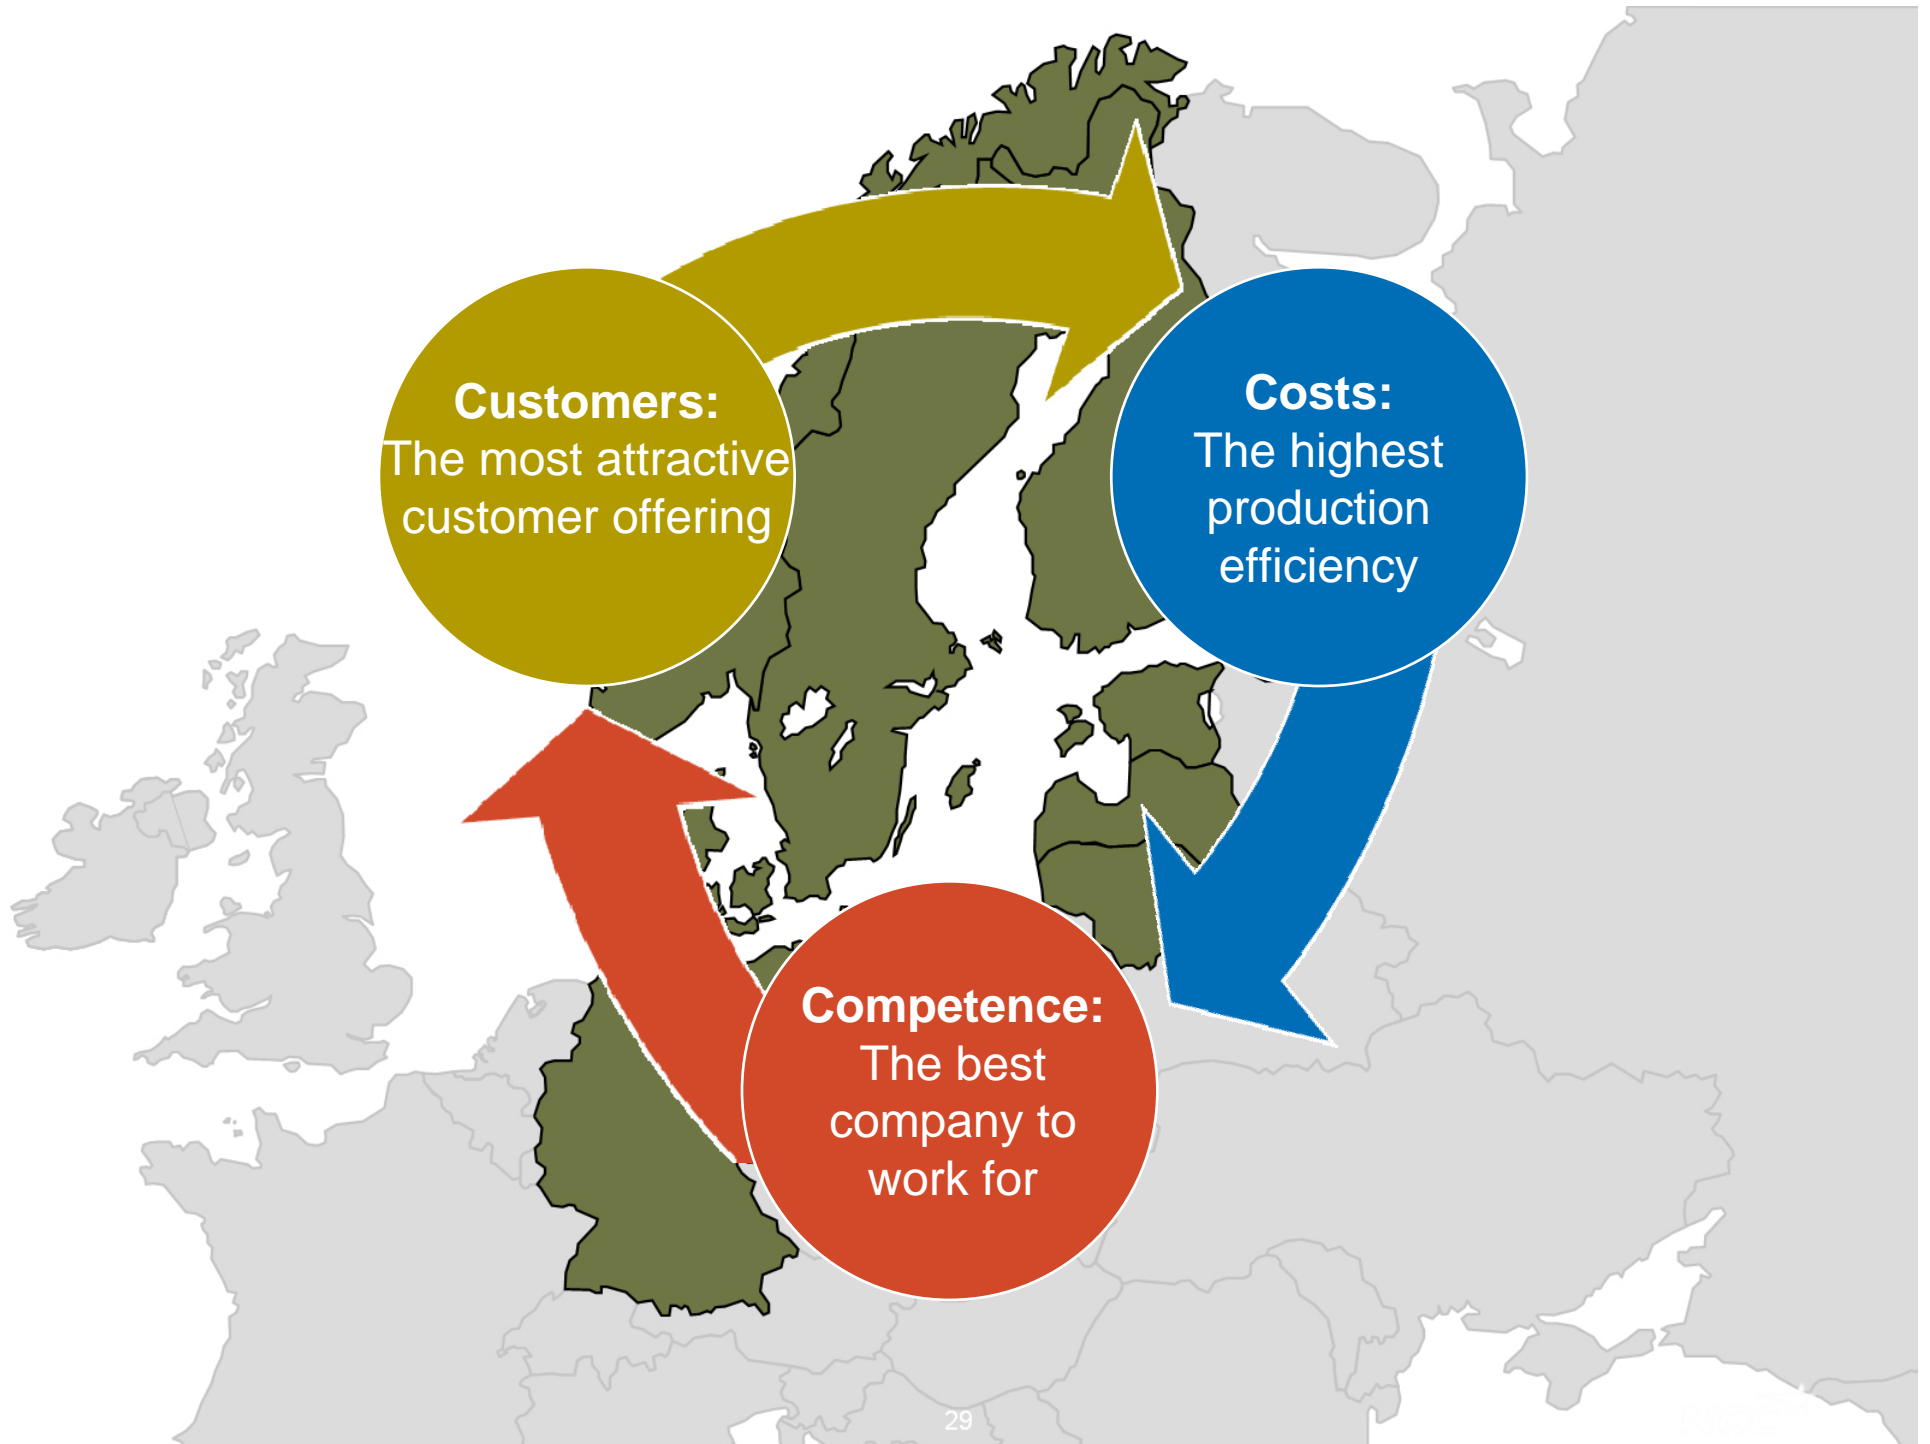 Customers:
The most attractive
customer offering
Costs:
The highest
production
efficiency
Competence:
The best
company to
work for
29